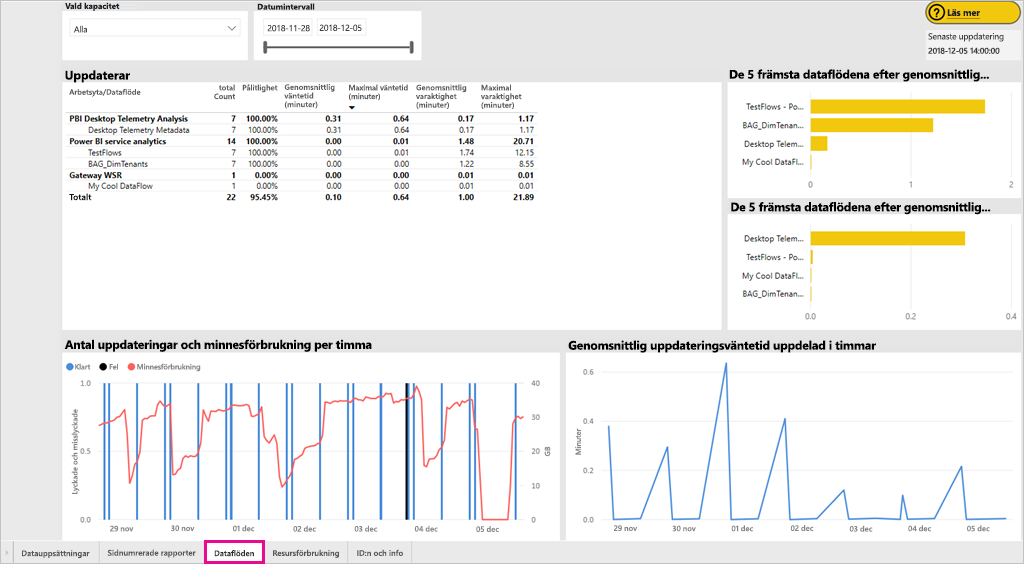 Vald kapacitet
Alla
Datumintervall
2018-11-28 2018-12-05
? Läs mer
Senaste uppdatering
2018-12-05 14:00:00
Uppdaterar
Arbetsyta/Dataflöde total Count Pålitlighet Genomsnittlig väntetid (minuter) Maximal väntetid (minuter) Genomsnittlig varaktighet (minuter) Maximal varaktighet (minuter)
PBI Desktop Telemetry Analysis 7 100.00% 0.31 0.64 0.17 1.17
Desktop Telemetry Metadata 7 100.00% 0.31 0.64 0.17 1.17
Power BI service analytics 14 100.00% 0.00 0.01 1.48 20.71
TestFlows 7 100.00% 0.00 0.01 1.74 12.15
BAG_DimTenants 7 100.00% 0.00 0.00 1.22 8.55
Gateway WSR 1 0.00% 0.00 0.00 0.01 0.01
My Cool DataFlow 1 0.00% 0.00 0.00 0.01 0.01
Totalt 22 95.45% 0.10 0.64 1.00 21.89
De 5 främsta dataflödena efter genomsnittlig...
TestFlows - Po...
BAG_DimTenan...
Desktop Telem...
My Cool DataFl...
0 1 2
De 5 främsta dataflödena efter genomsnittlig...
Desktop Telem...
TestFlows - Po...
My Cool DataFl...
BAG_DimTenan...
0.0 0.2 0.4
Antal uppdateringar och minnesförbrukning per timma
Klart Fel Minnesförbrukning
Lyckade och misslyckade
1.0
0.5
0.0
40
30
20
10
0
GB
29 nov 30 nov 01 dec 02 dec 03 dec 04 dec 05 dec
Genomsnittlig uppdateringsväntetid uppdelad i timmar
Minuter
0.6
0.4
0.2
0.0
29 nov 30 nov 01 dec 02 dec 03 dec 04 dec 05 dec
Datauppsättningar Sidnumrerade rapporter Dataflöden Resursförbrukning ID:n och info